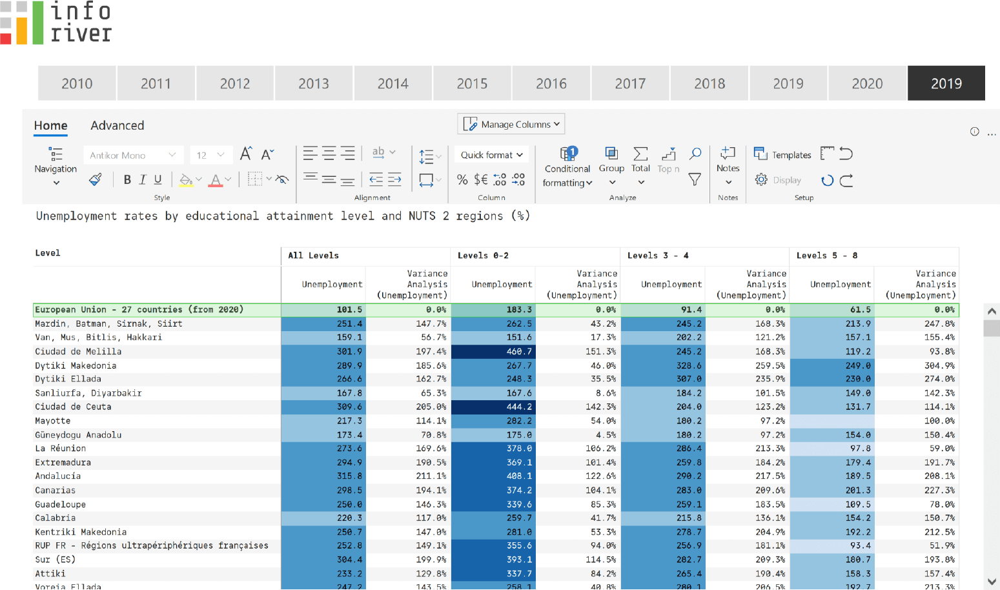 info
river
2010 2011 2012 2013 2014 2015 2016 2017 2018 2019 2020 2019
Home Advanced Manage Columns
Antikor Mono 12 ab Quick format 1 Templates
Navigation Conditional formatting Group Total Top n Notes
B I U A % $€ .00 .00 Display
Style Alignment Column Analyze Notes Setup
Unemployment rates by educational attainment level and NUTS 2 regions (%)
Level All Levels Levels 0-2 Levels 3 - 4 Levels 5 - 8
Unemployment Variance Analysis (Unemployment) Unemployment Variance Analysis (Unemployment) Unemployment Variance Analysis (Unemployment) Unemployment Variance Analysis (Unemployment)
European Union - 27 countries (from 2020) 101.5 0.0% 183.3 0.0% 91.4 0.0% 61.5 0.0%
Mardin, Batman, Sirnak, Siirt 251.4 147.7% 262.5 43.2% 245.2 168.3% 213.9 247.8%
Van, Mus, Bitlis, Hakkari 159.1 56.7% 151.6 17.3% 202.2 121.2% 157.1 155.4%
Ciudad de Melilla 301.9 197.4% 460.7 151.3% 245.2 168.3% 119.2 93.8%
Dytiki Makedonia 289.9 185.6% 267.7 46.0% 328.6 259.5% 249.0 304.9%
Dytiki Ellada 266.6 162.7% 248.3 35.5% 307.0 235.9% 230.0 274.0%
Sanliurfa, Diyarbakir 167.8 65.3% 167.6 8.6% 184.2 101.5% 149.0 142.3%
Ciudad de Ceuta 309.6 205.0% 444.2 142.3% 204.0 123.2% 131.7 114.1%
Mayotte 217.3 114.1% 282.2 54.0% 180.2 97.2% 100.0%
Güneydogu Anadolu 173.4 70.8% 175.0 4.5% 180.2 97.2% 154.0 150.4%
La Réunion 273.6 169.6% 378.0 106.2% 286.4 213.3% 97.8 59.0%
Extremadura 294.9 190.5% 369.1 101.4% 259.8 184.2% 179.4 191.7%
Andalucía 315.8 211.1% 408.1 122.6% 290.2 217.5% 189.5 208.1%
Canarias 298.5 194.1% 374.2 104.1% 283.0 209.6% 201.3 227.3%
Guadeloupe 250.0 146.3% 339.6 85.3% 259.1 183.5% 109.5 78.0%
Calabria 220.3 117.0% 259.7 41.7% 215.8 136.1% 154.2 150.7%
Kentriki Makedonia 250.7 147.0% 281.0 53.3% 278.7 204.9% 192.2 212.5%
RUP FR - Régions ultrapériphériques françaises 252.8 149.1% 355.6 94.0% 256.9 181.1% 93.4 51.9%
Sur (ES) 304.4 199.9% 393.1 114.5% 282.7 209.3% 180.7 193.8%
Attiki 233.2 129.8% 337.7 84.2% 265.4 190.4% 158.3 157.4%
Voreia Ellada 247.2 143.5% 258.1 40.8% 280.1 206.5% 192.7 213.3%